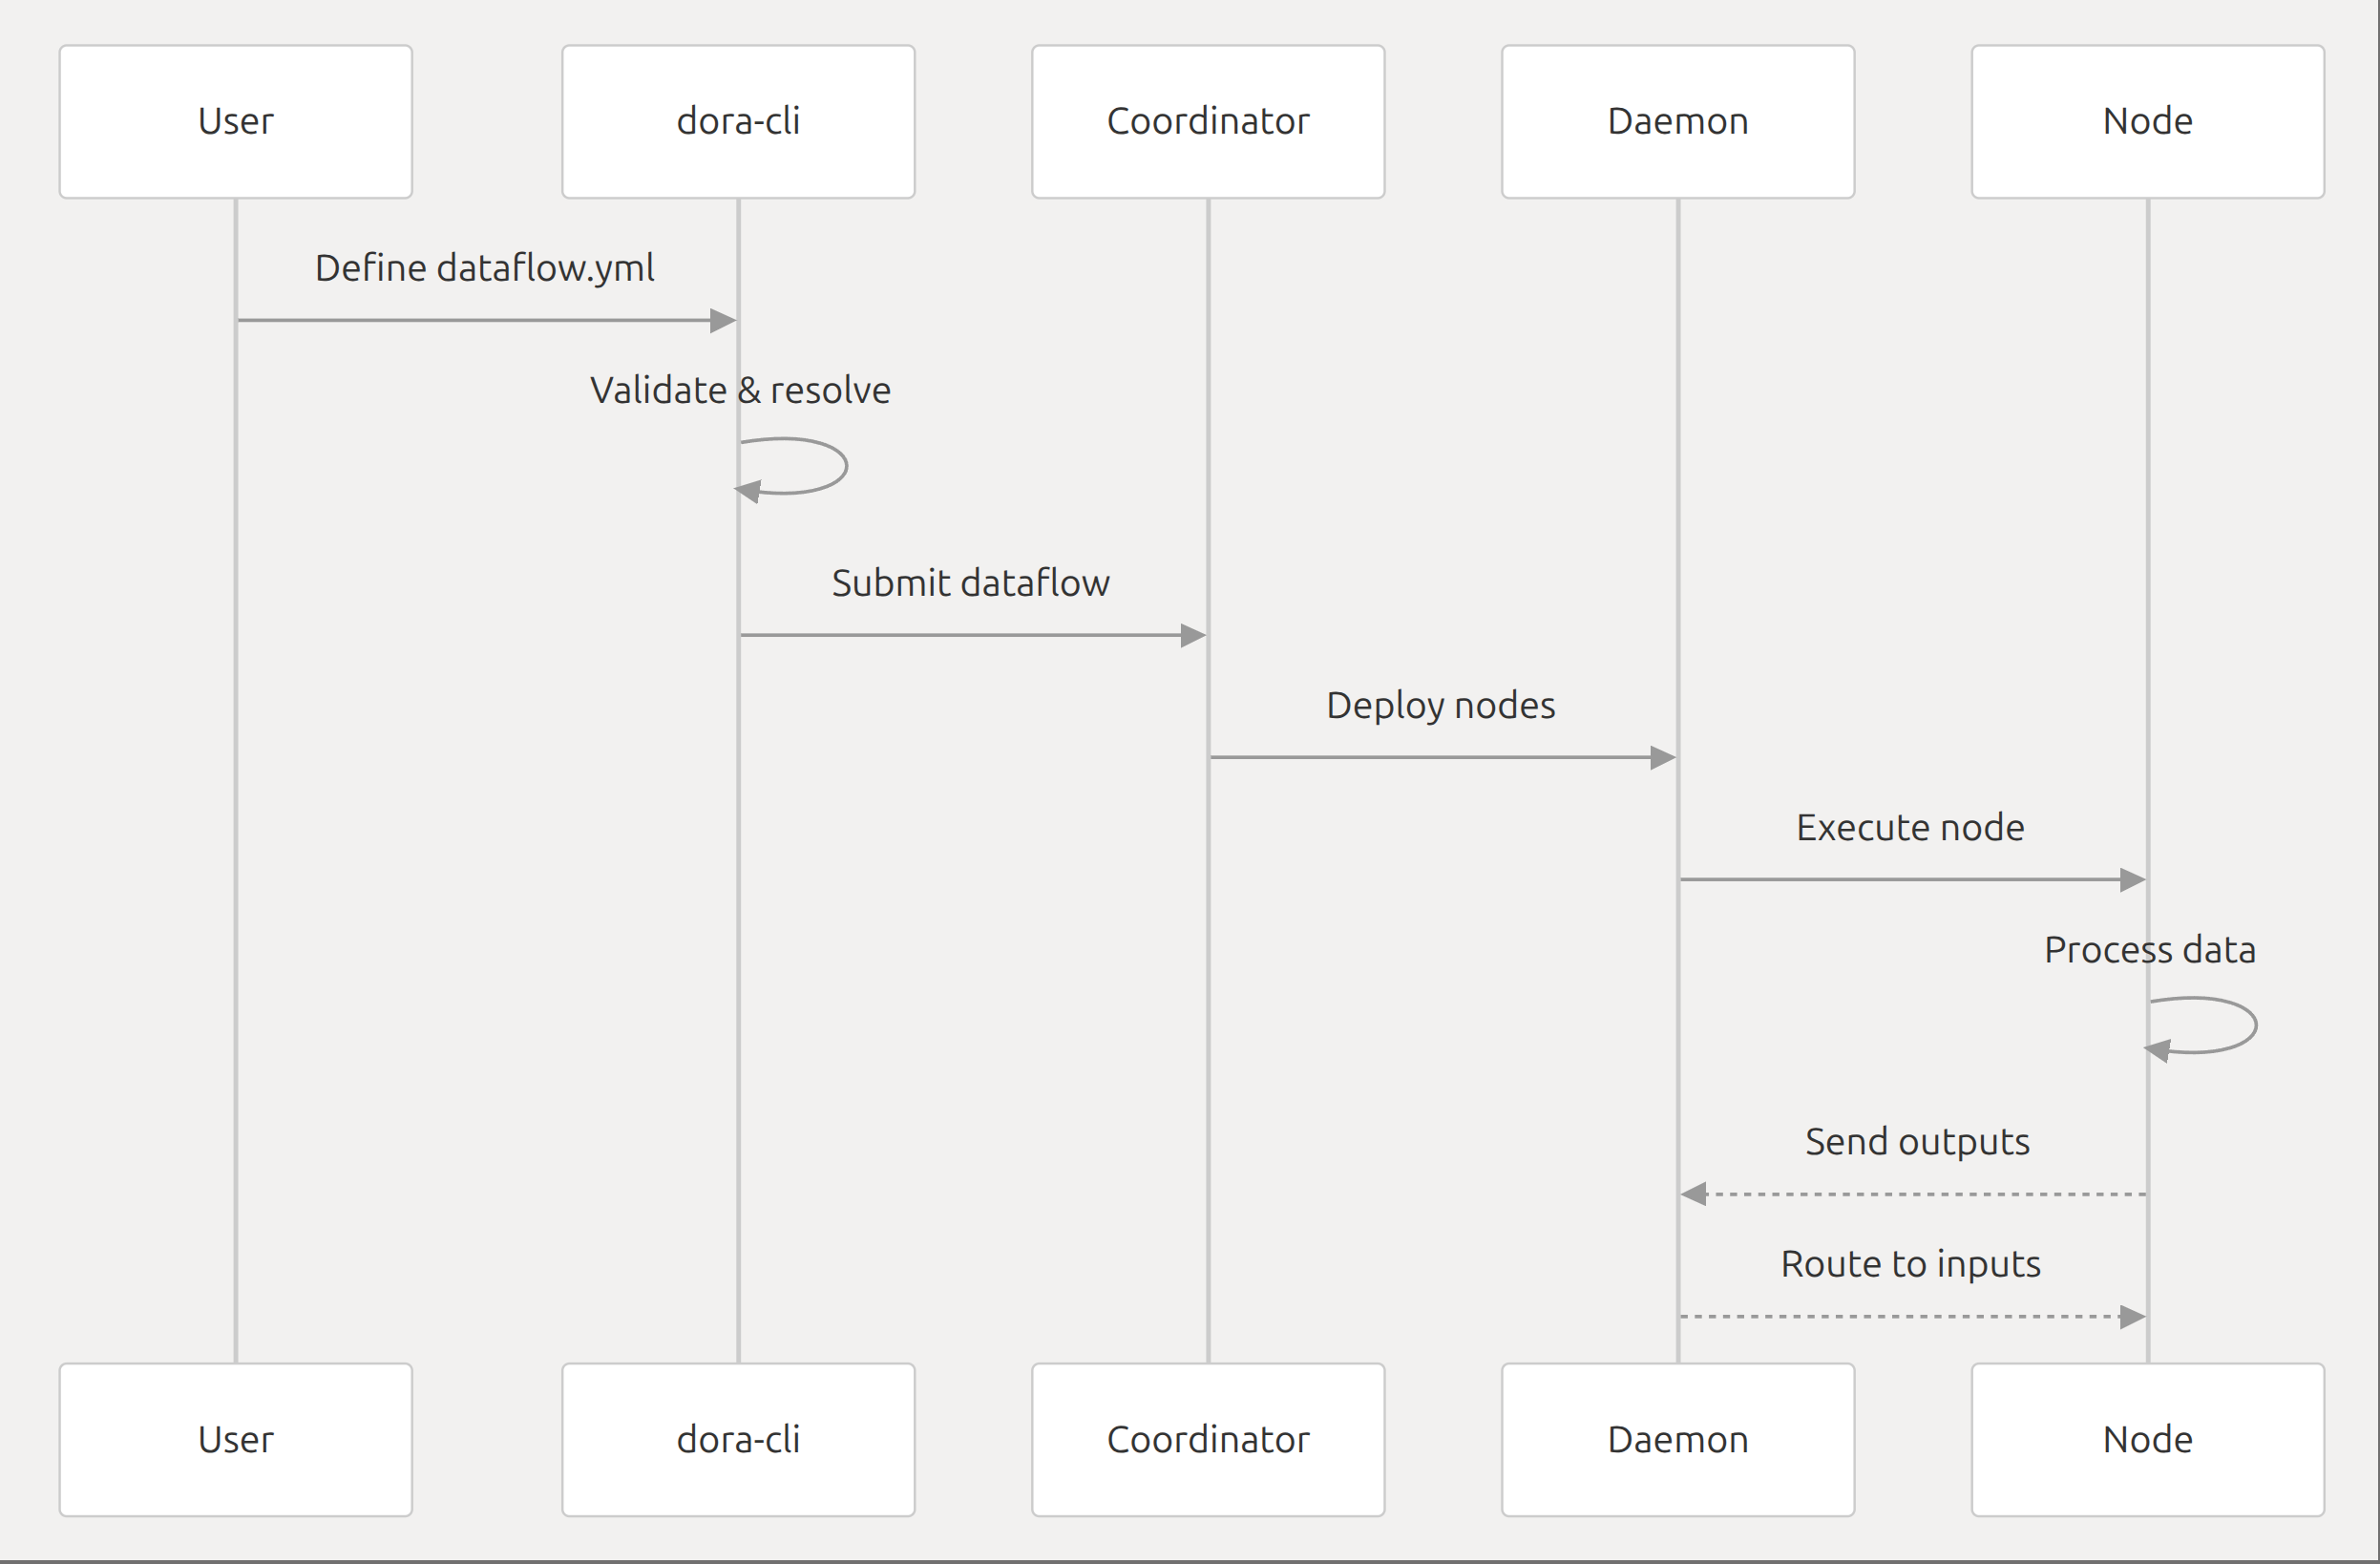 User
dora-cli
Coordinator
Daemon
Node
Define dataflow.yml
Validate & resolve
Submit dataflow
Deploy nodes
Execute node
Process data
Send outputs
Route to inputs
User
dora-cli
Coordinator
Daemon
Node